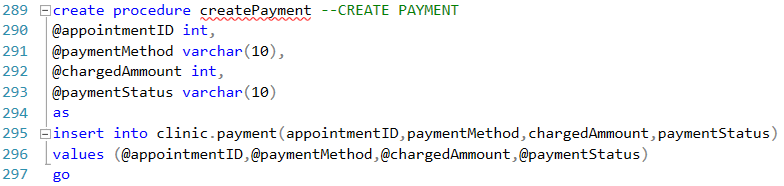 289 create procedure createPayment --CREATE PAYMENT
290 @appointmentID int,
291 @paymentMethod varchar(10),
292 @chargedAmmount int,
293 @paymentStatus varchar(10)
294 as
295 insert into clinic.payment(appointmentID,paymentMethod,chargedAmmount,paymentStatus)
296 values (@appointmentID,@paymentMethod,@chargedAmmount,@paymentStatus)
297 go